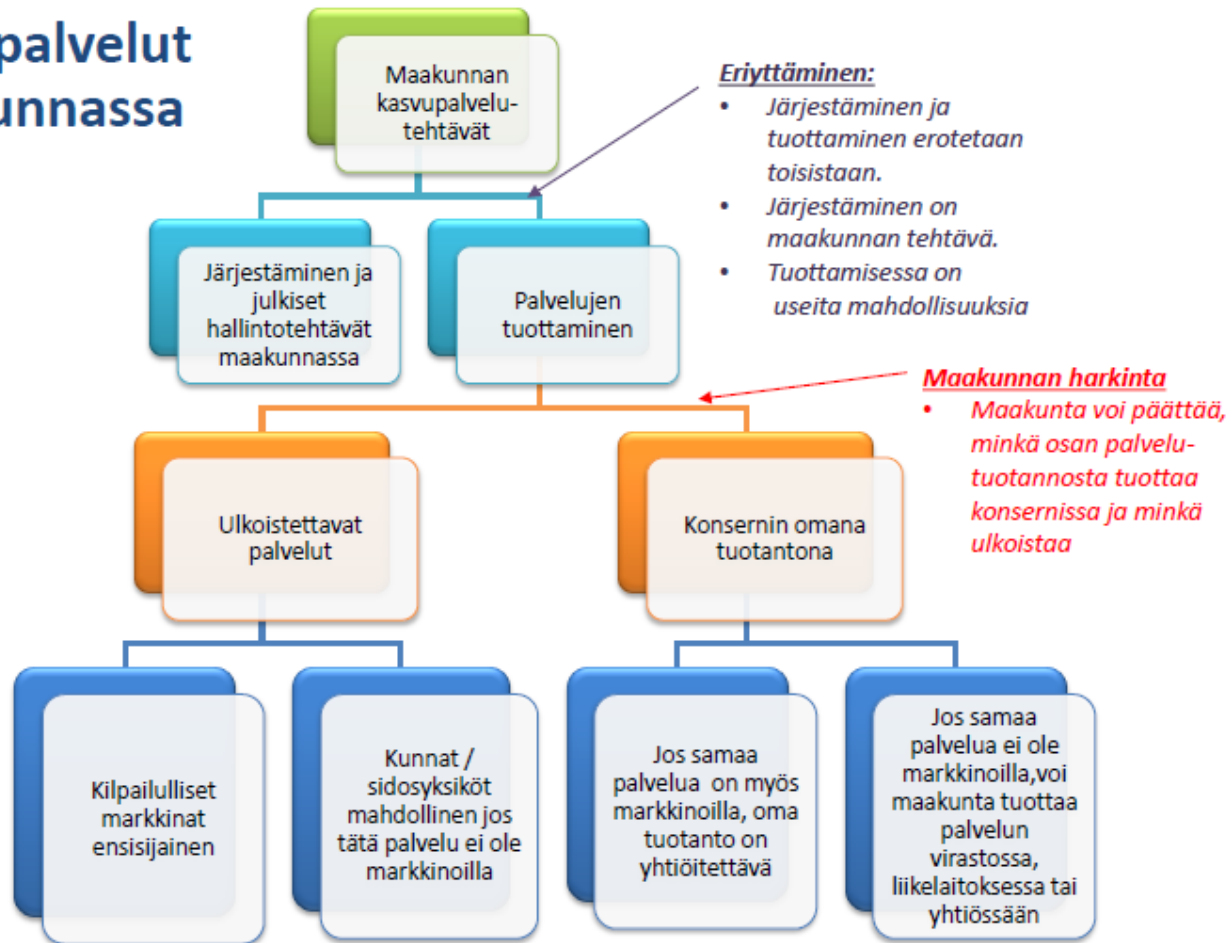 palvelut
unnassa
Maakunnan
kasvupalvelu-
tehtävät
Eriyttäminen:
• Järjestäminen ja
tuottaminen erotetaan
toisistaan.
• Järjestäminen on
maakunnan tehtävä.
• Tuottamisessa on
useita mahdollisuuksia
Järjestäminen ja
julkiset
hallintotehtävät
maakunnassa
Palvelujen
tuottaminen
Maakunnan harkinta
• Maakunta voi päättää,
minkä osan palvelu-
tuotannosta tuottaa
konsernissa ja minkä
ulkoistaa
Ulkoistettavat
palvelut
Konsernin omana
tuotantona
Kilpailulliset
markkinat
ensisijainen
Kunnat /
sidosyksiköt
mahdollinen jos
tätä palvelu ei ole
markkinoilla
Jos samaa
palvelua on myös
markkinoilla, oma
tuotanto on
yhtiöitettävä
Jos samaa
palvelua ei ole
markkinoilla,voi
maakunta tuottaa
palvelun
virastossa,
liikelaitoksessa tai
yhtiössään